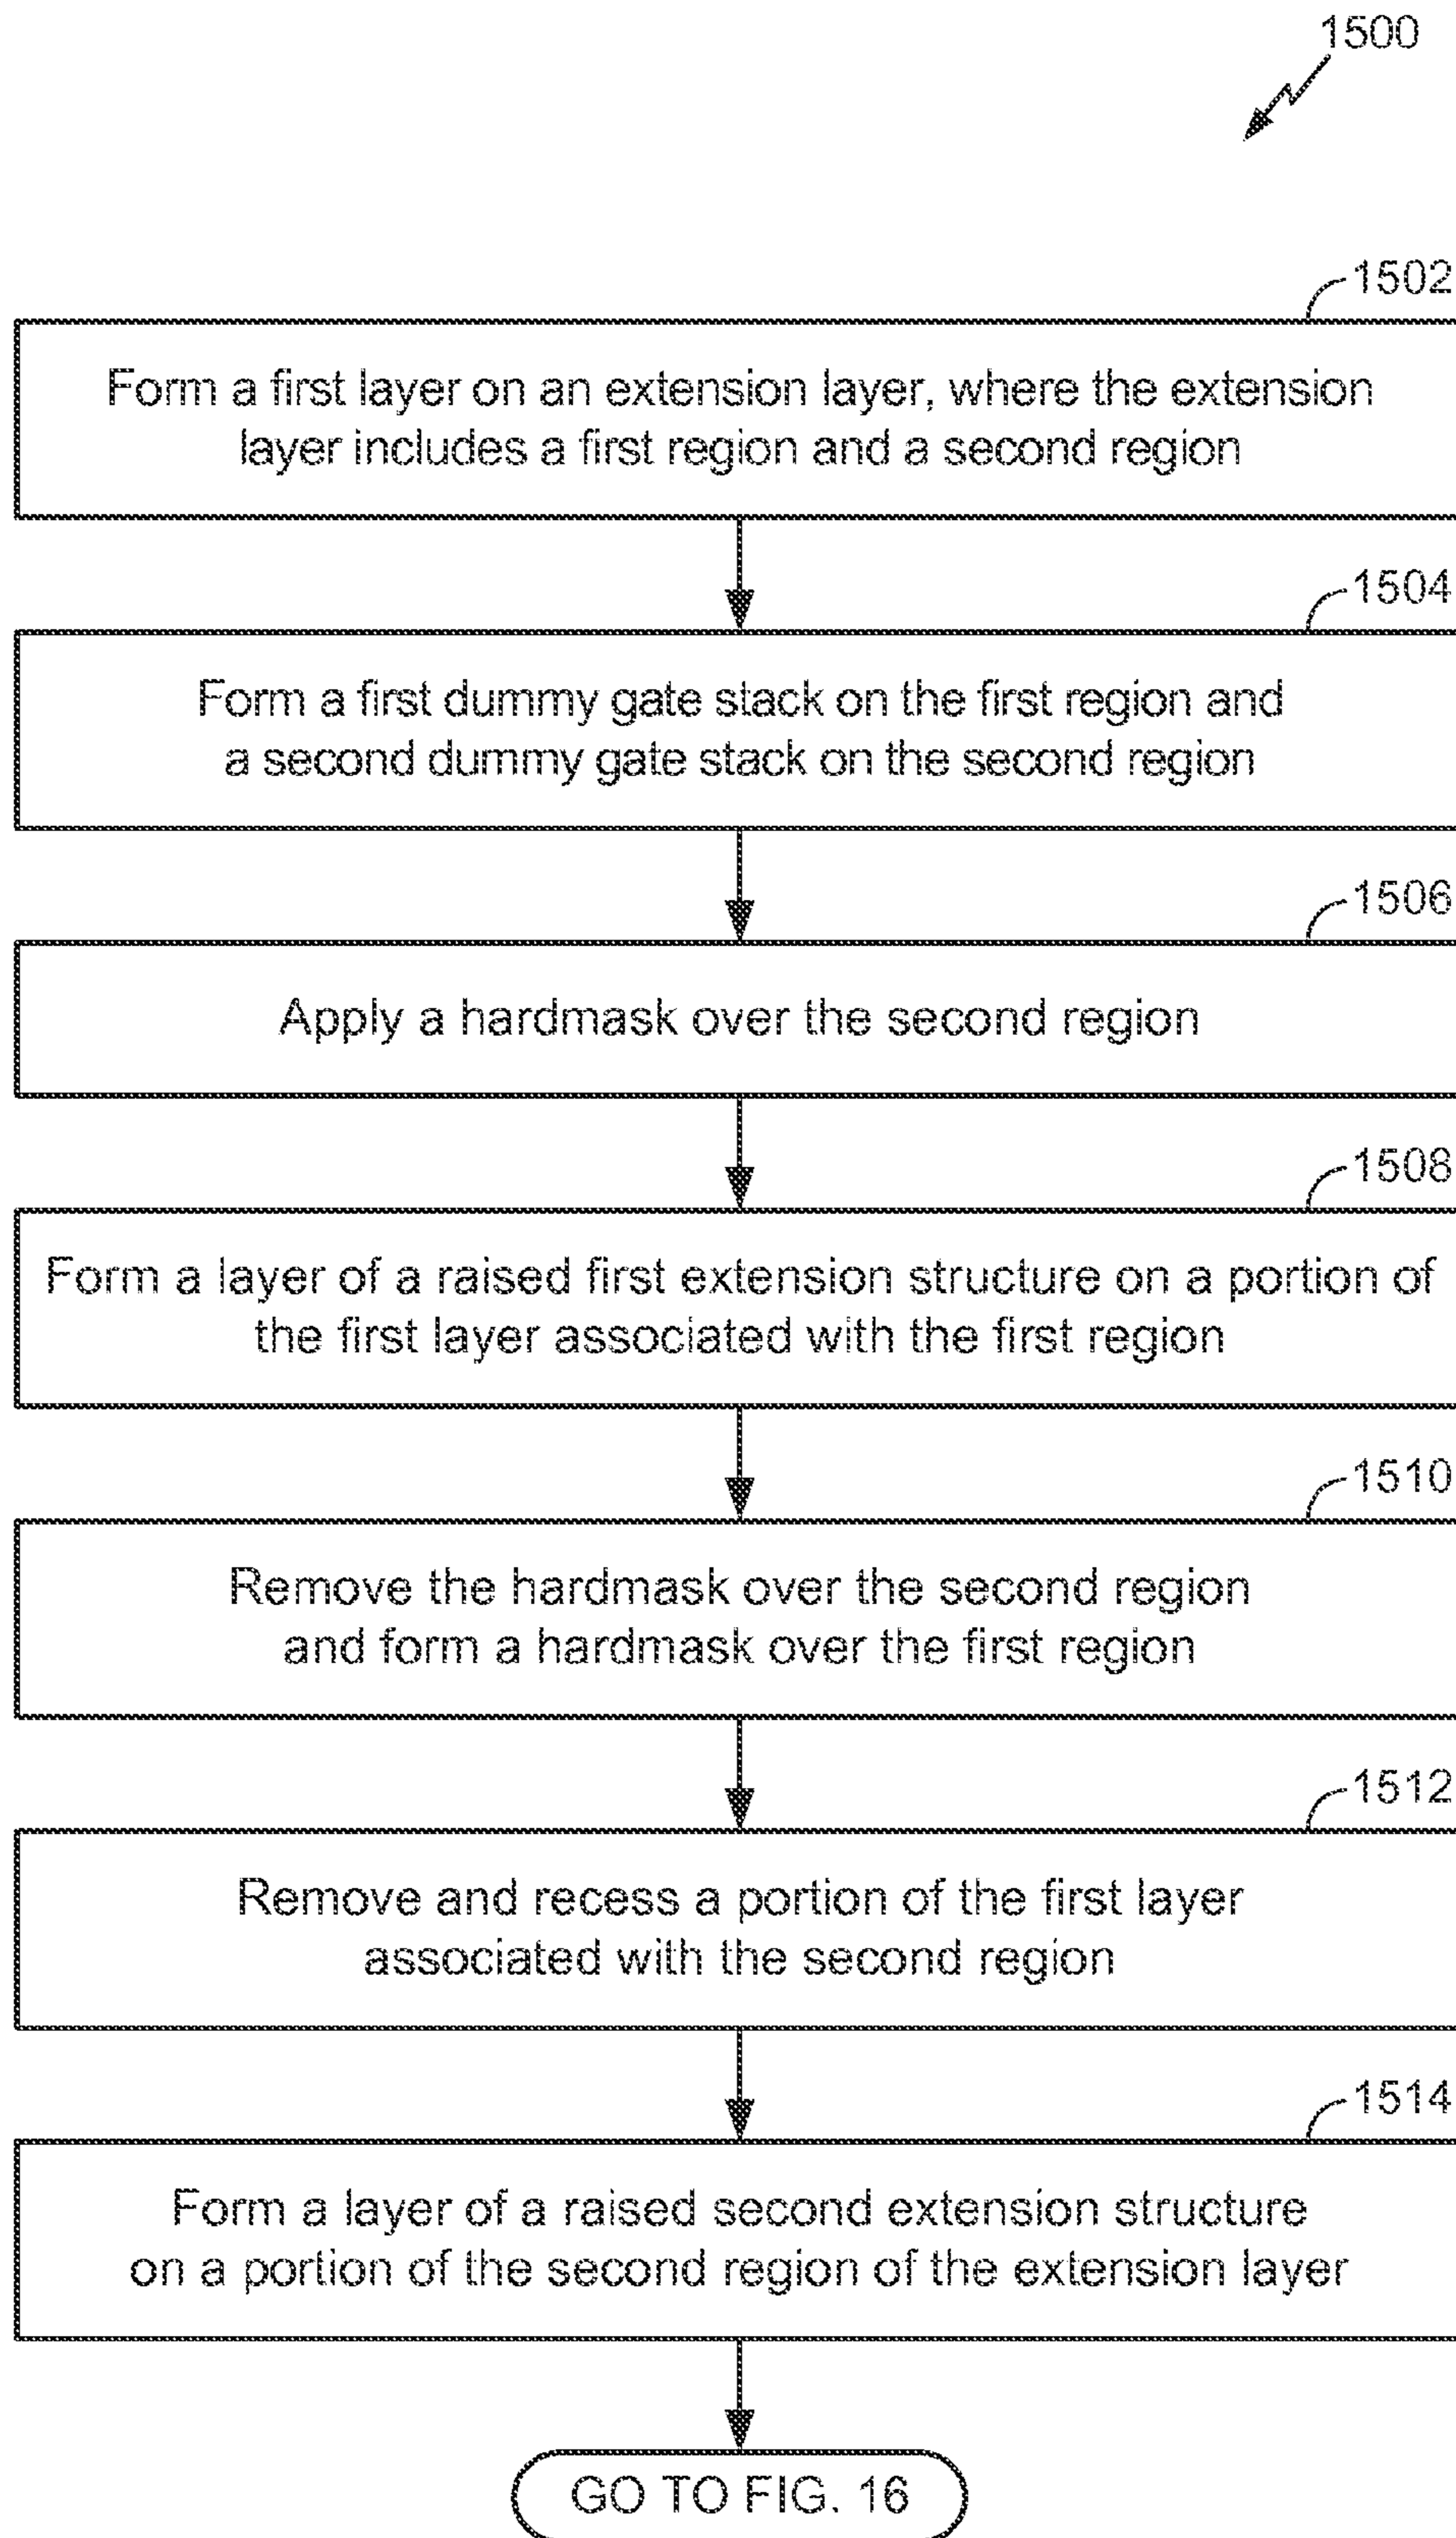 1500
1502
Form a first layer on an extension layer, where the extension
layer includes a first region and a second region
1504
Form a first dummy gate stack on the first region and
a second dummy gate stack on the second region
1506
Apply a hardmask over the second region
1508
Form a layer of a raised first extension structure on a portion of
the first layer associated with the first region
1510
Remove the hardmask over the second region
and form a hardmask over the first region
1512
Remove and recess a portion of the first layer
associated with the second region
1514
Form a layer of a raised second extension structure
on a portion of the second region of the extension layer
GO TO FIG. 16